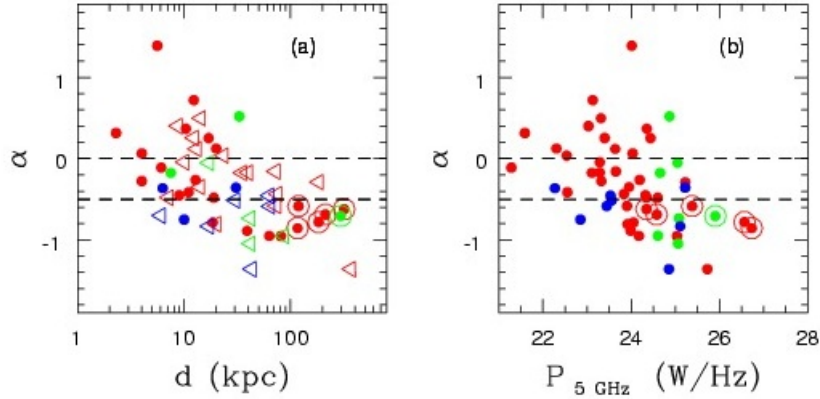 (a)
(b)
α
1
0
-1
1
10
100
d (kpc)
α
1
0
-1
22
24
26
28
P 5 GHz (W/Hz)